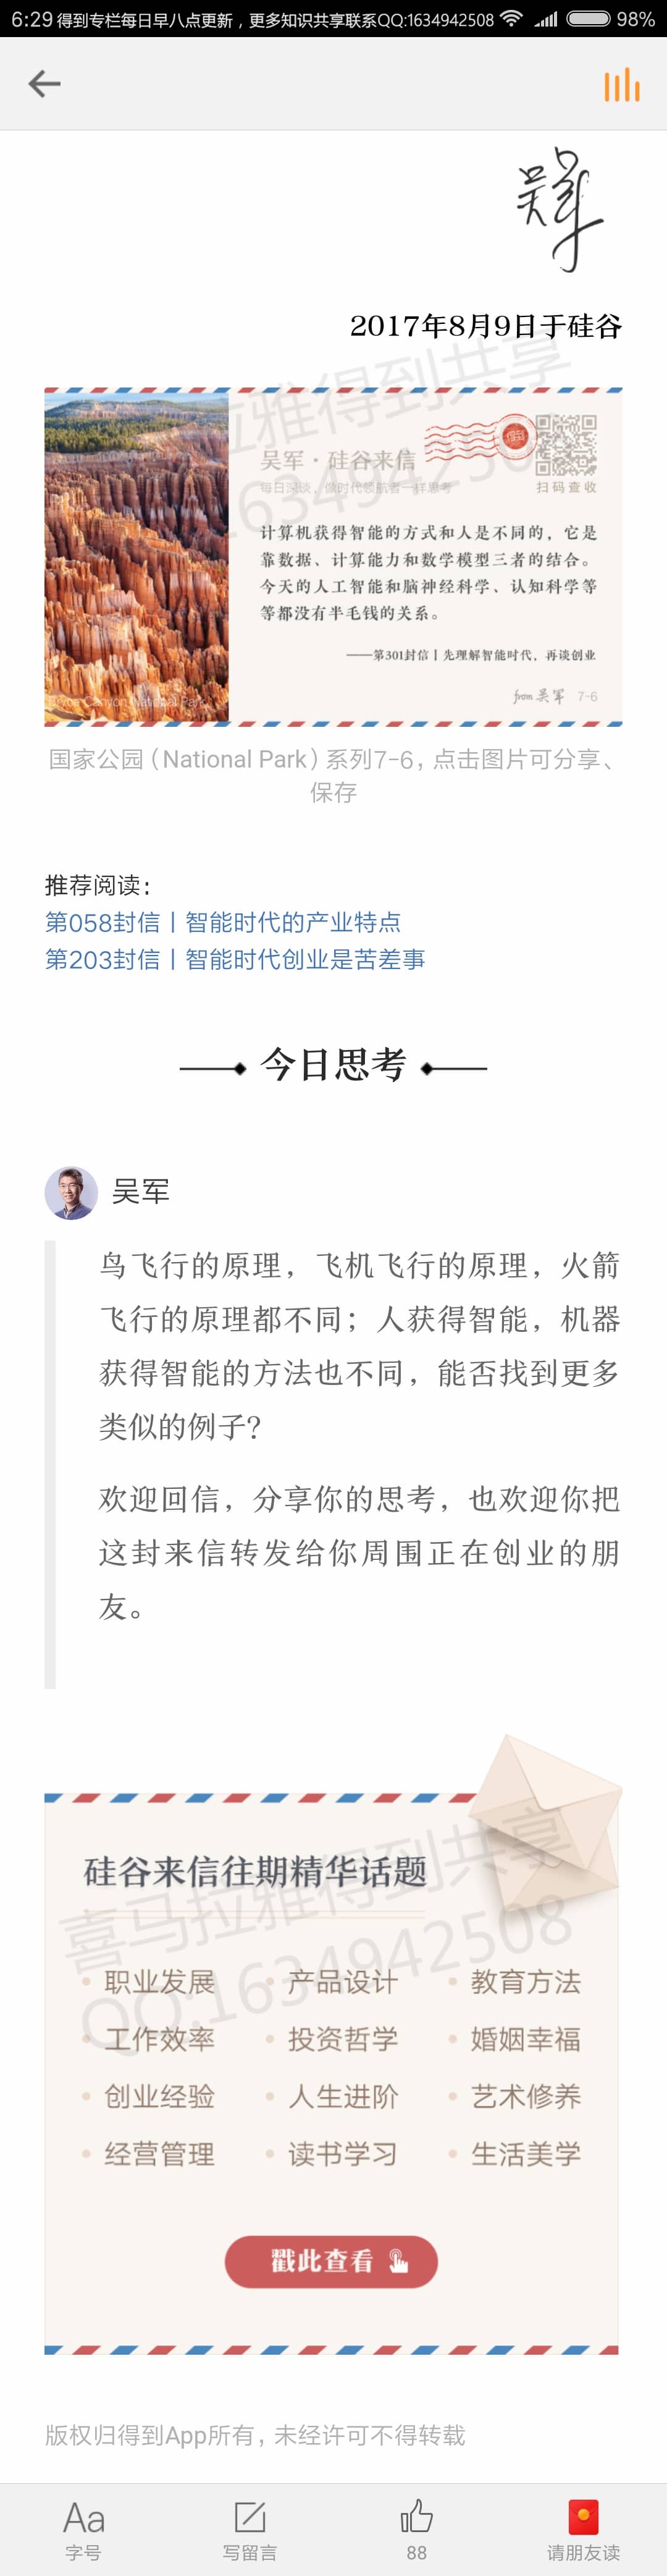 6:29 得到专栏每日早八点更新，更多知识共享联系QQ:1634942508 98%
吴军
2017年8月9日于硅谷
吴军·硅谷来信
扫码查收
计算机获得智能的方式和人是不同的，它是
靠数据、计算能力和数学模型三者的结合。
今天的人工智能和脑神经科学、认知科学等
等都没有半毛钱的关系。
——第301封信丨先理解智能时代，再谈创业
from 吴军 7-6
Bryce Canyon National Park
国家公园（National Park）系列7-6，点击图片可分享、
保存
推荐阅读：
第058封信丨智能时代的产业特点
第203封信丨智能时代创业是苦差事
今日思考
吴军
鸟飞行的原理，飞机飞行的原理，火箭
飞行的原理都不同；人获得智能，机器
获得智能的方法也不同，能否找到更多
类似的例子？
欢迎回信，分享你的思考，也欢迎你把
这封来信转发给你周围正在创业的朋
友。
硅谷来信往期精华话题
喜马拉雅得到共享
QQ:1634942508
职业发展 产品设计 教育方法
工作效率 投资哲学 婚姻幸福
创业经验 人生进阶 艺术修养
经营管理 读书学习 生活美学
戳此查看
版权归得到App所有，未经许可不得转载
Aa
字号 写留言 88 请朋友读